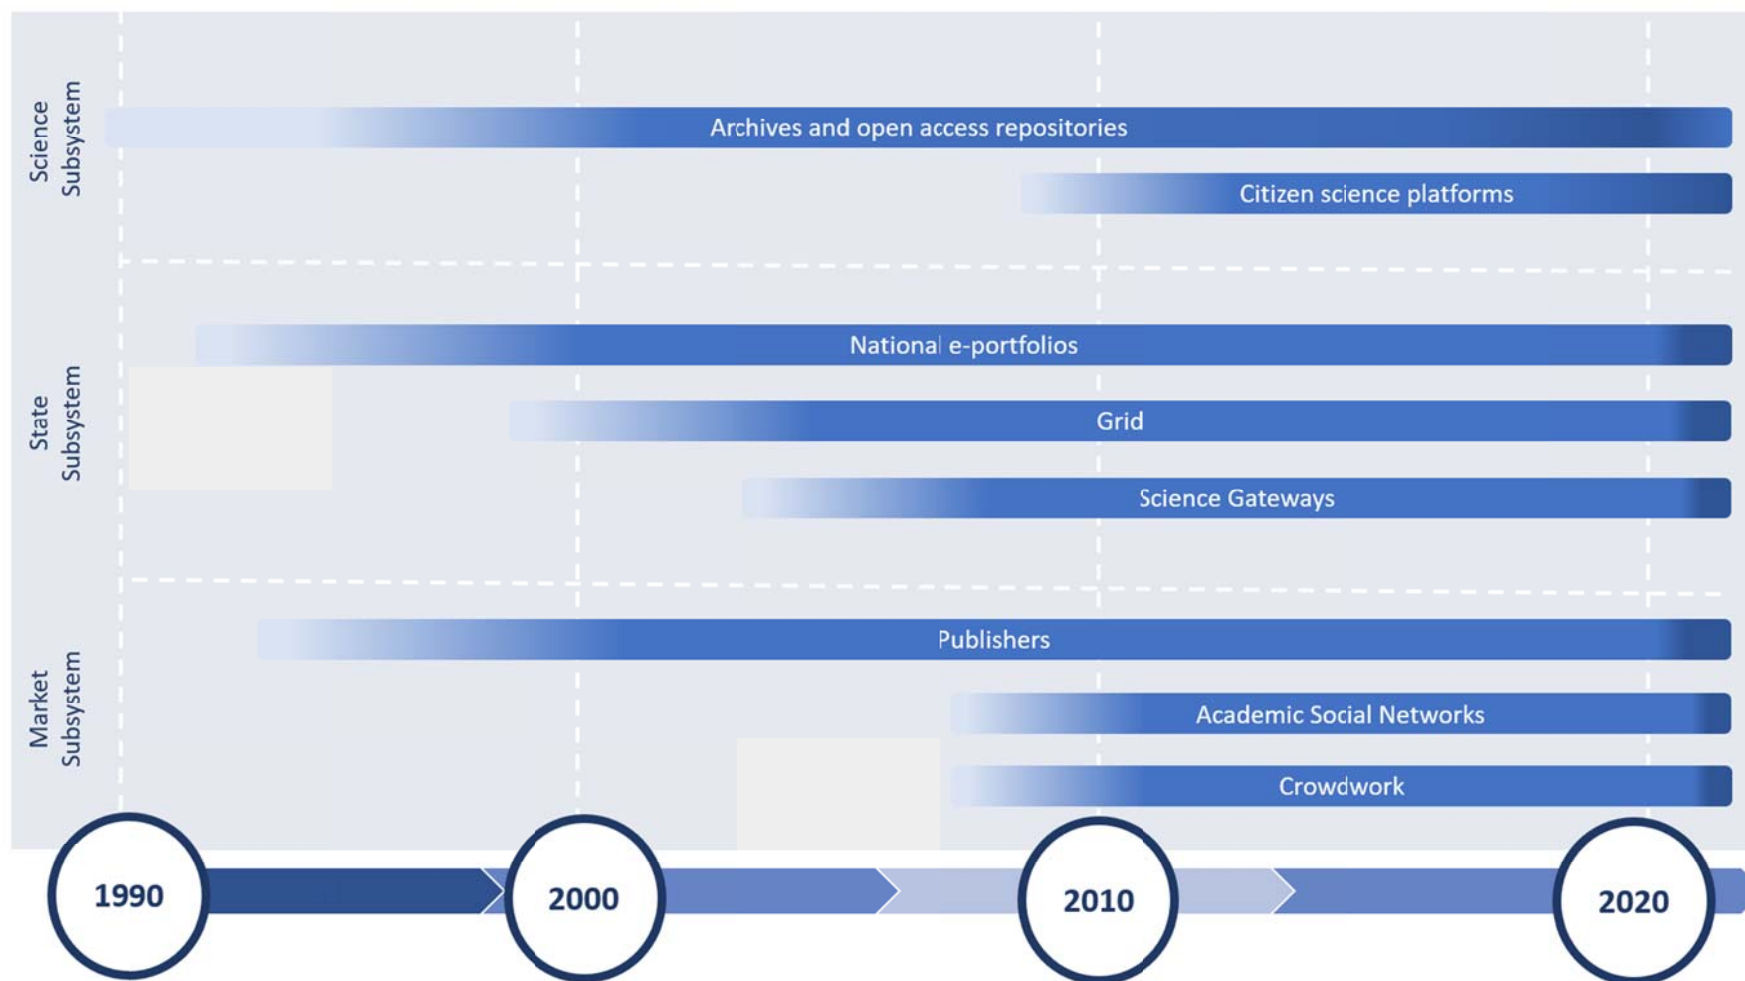 Science
Subsystem
Archives and open access repositories
Citizen science platforms
State
Subsystem
National e-portfolios
Grid
Science Gateways
Market
Subsystem
Publishers
Academic Social Networks
Crowdwork
1990
2000
2010
2020